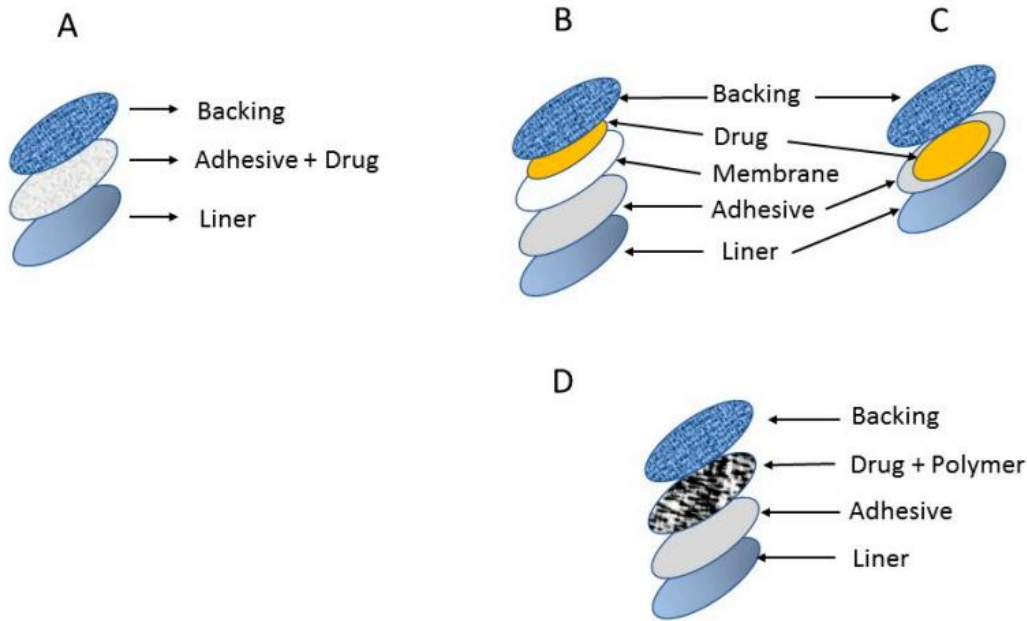 A
Backing
Adhesive + Drug
Liner
B
C
Backing
Drug
Membrane
Adhesive
Liner
D
Backing
Drug + Polymer
Adhesive
Liner